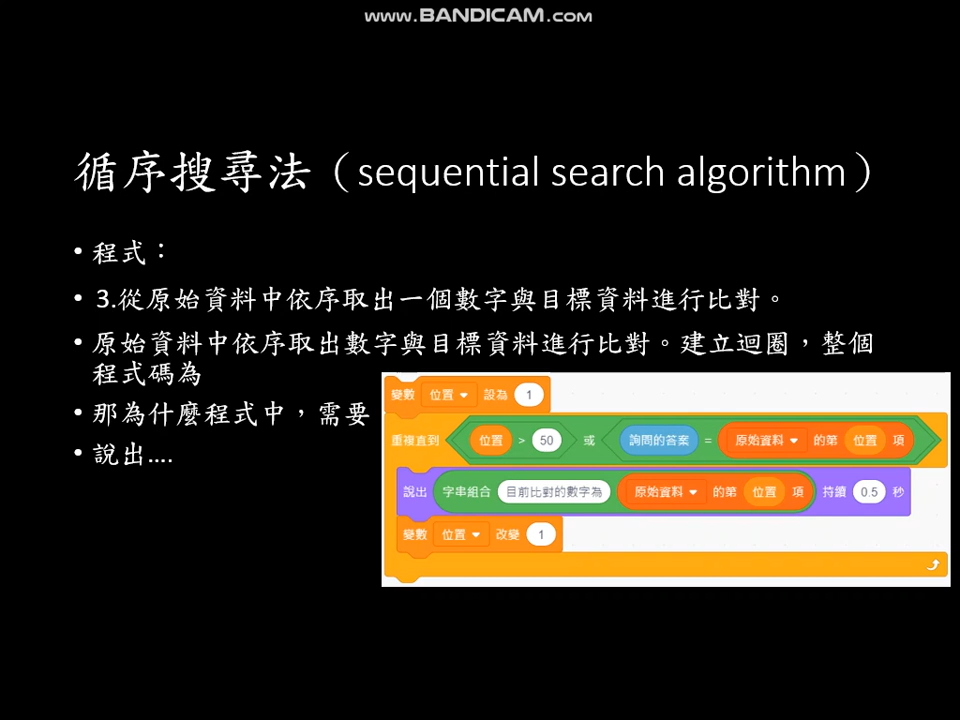 www.BANDICAM.com
循序搜尋法（sequential search algorithm）
• 程式：
• 3.從原始資料中依序取出一個數字與目標資料進行比對。
• 原始資料中依序取出數字與目標資料進行比對。建立迴圈，整個
程式碼為
• 那為什麼程式中，需要
• 說出....
變數 位置 設為 1
重複直到 位置 > 50 或 詢問的答案 = 原始資料 的第 位置 項
說出 字串組合 目前比對的數字為 原始資料 的第 位置 項 持續 0.5 秒
變數 位置 改變 1